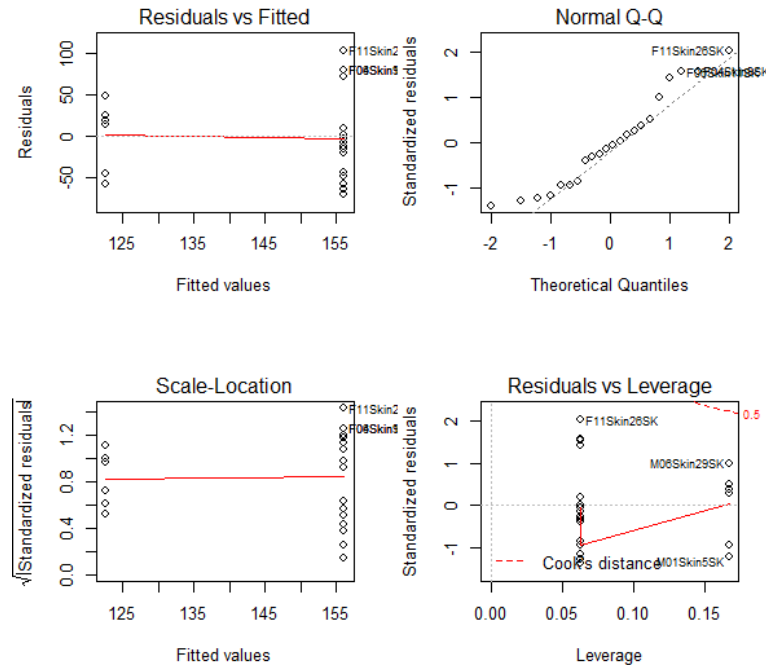 Residuals vs Fitted
Residuals
100
50
0
-50
F11Skin2
125
135
145
155
Fitted values
Normal Q-Q
Standardized residuals
2
1
0
-1
F11Skin26SK
-2
-1
0
1
2
Theoretical Quantiles
Scale-Location
√|Standardized residuals|
1.2
0.8
0.4
0.0
F11Skin2
125
135
145
155
Fitted values
Residuals vs Leverage
Standardized residuals
2
1
0
-1
F11Skin26SK
0.5
M06Skin29SK
M01Skin5SK
Cook's distance
0.00
0.05
0.10
0.15
Leverage